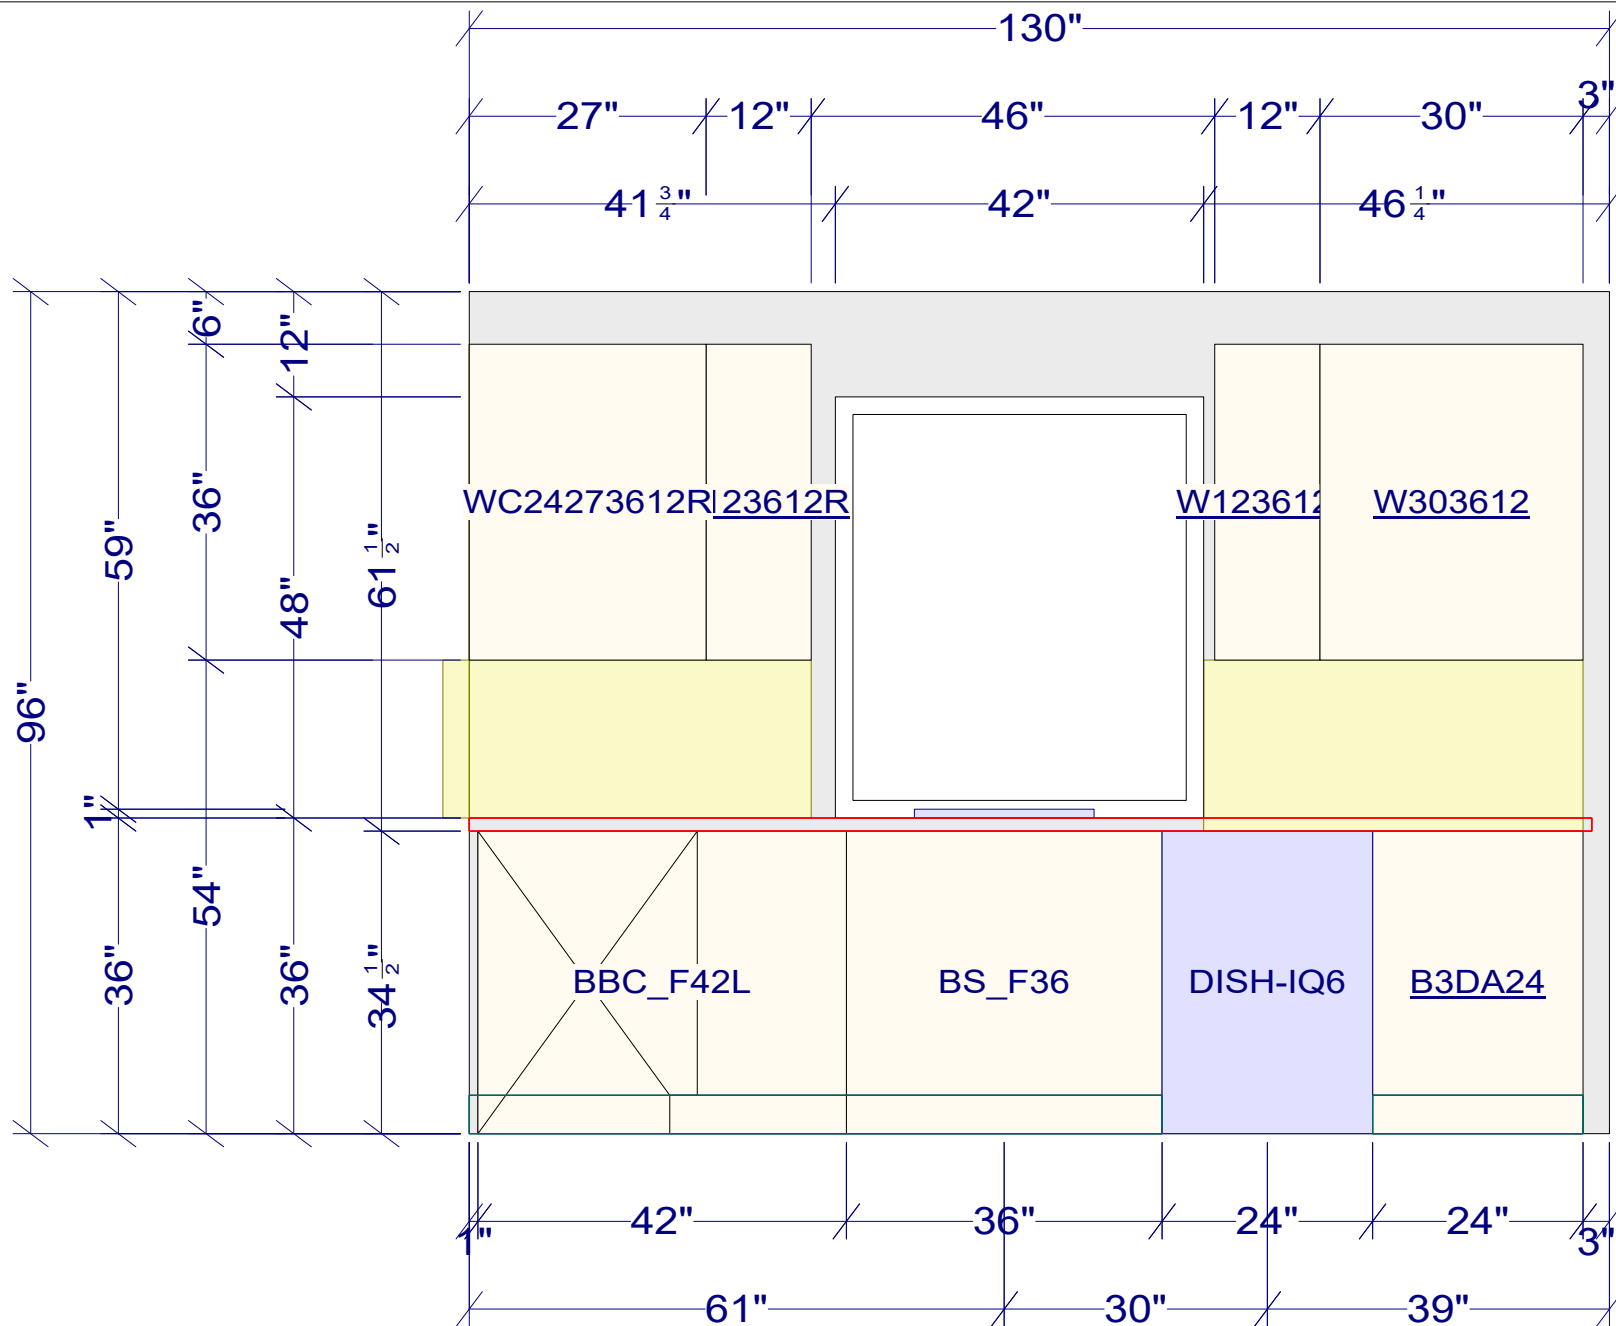 130"
27" 12" 46" 12" 30" 3"
41 3/4" 42" 46 1/4"
6"
12"
36"
59"
48"
61 1/2"
96"
1"
54"
36"
36"
34 1/2"
WC24273612R 23612R W123612 W303612
BBC_F42L BS_F36 DISH-IQ6 B3DA24
1" 42" 36" 24" 24" 3"
61" 30" 39"